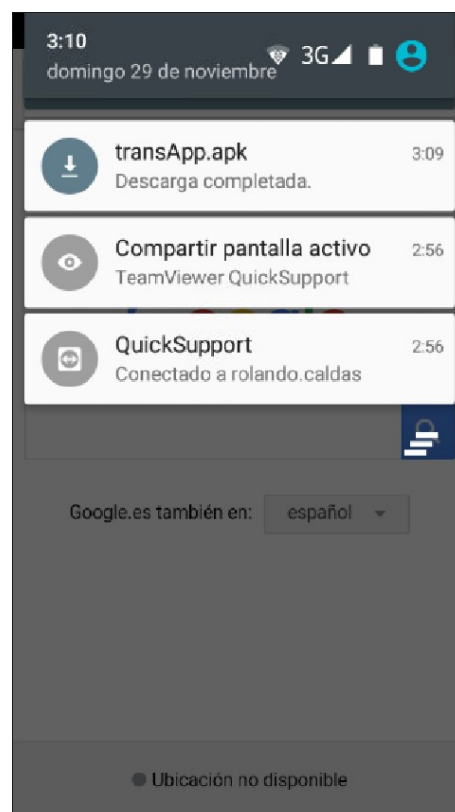 3:10
domingo 29 de noviembre
3G
transApp.apk
3:09
Descarga completada.
Compartir pantalla activo
2:56
TeamViewer QuickSupport
QuickSupport
2:56
Conectado a rolando.caldas
Google.es también en:
español
Ubicación no disponible